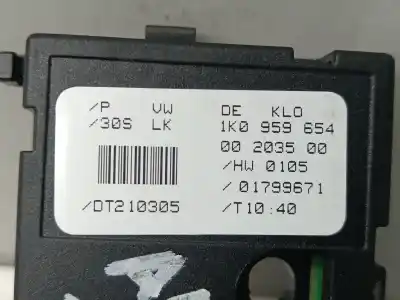 /P VW DE KLO
/30S LK 1K0 959 654
00 2035 00
/HW 0105
/01799671
/DT210305 /T10:40